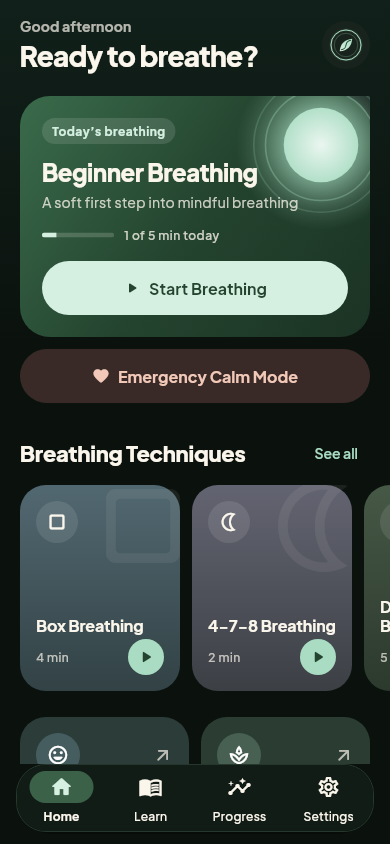 Good afternoon
Ready to breathe?
Today's breathing
Beginner Breathing
A soft first step into mindful breathing
1 of 5 min today
Start Breathing
Emergency Calm Mode
Breathing Techniques
See all
Box Breathing
4 min
4-7-8 Breathing
2 min
D
B
5
Home
Learn
Progress
Settings